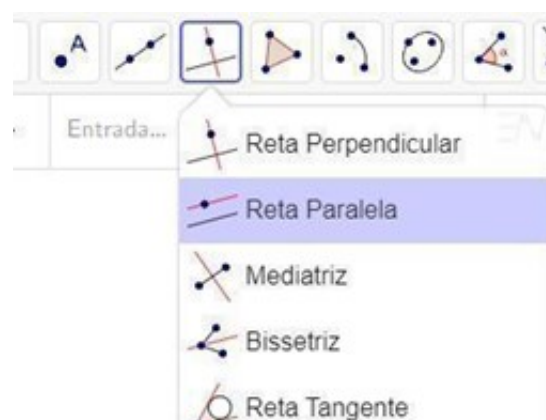 A
Entrada...
Reta Perpendicular
Reta Paralela
Mediatriz
Bissetriz
Reta Tangente